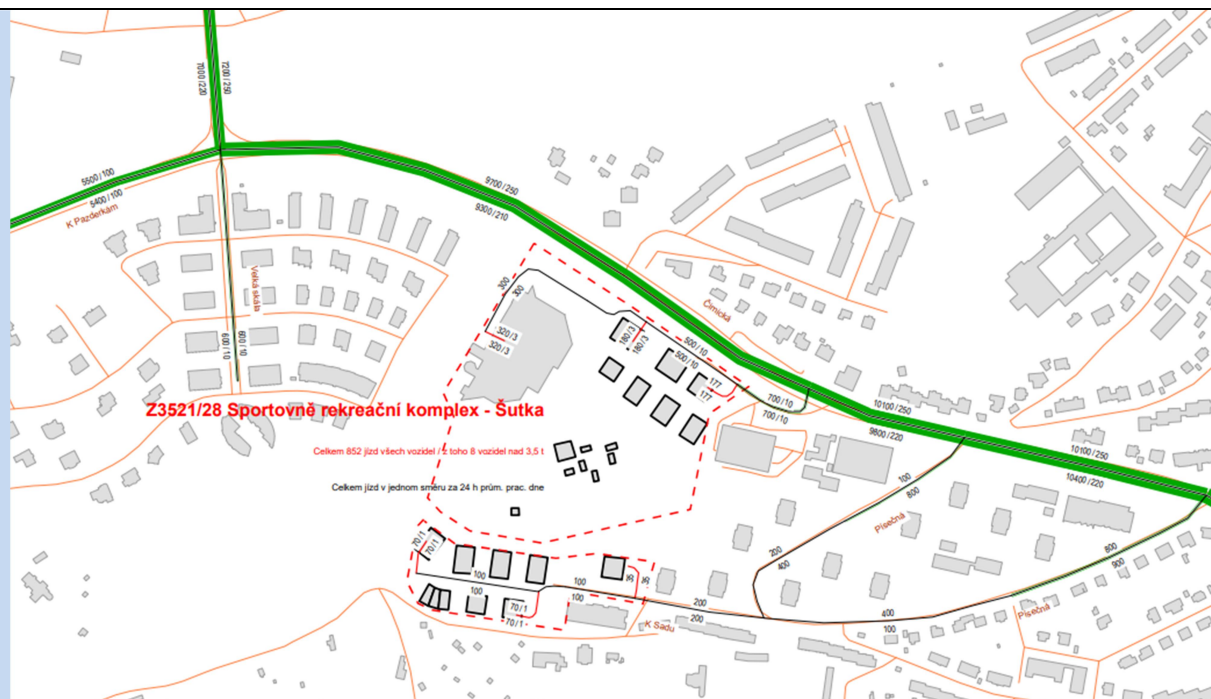 7000 / 220
7200 / 250
5500 / 100
5400 / 100
K Pazderkám
9700 / 250
9300 / 210
Velká skála
600 / 10
600 / 10
300
300
320 / 3
320 / 3
180 / 3
180 / 3
Čimická
500 / 10
500 / 10
177
177
700 / 10
700 / 10
10100 / 250
9800 / 220
10100 / 250
10400 / 220
Z3521/28 Sportovně rekreační komplex - Šutka
Celkem 852 jízd všech vozidel / z toho 8 vozidel nad 3,5 t
Celkem jízd v jednom směru za 24 h prům. prac. dne
100
800
Písečná
200
400
800
900
70 / 1
70 / 1
100
100
100
100
35
35
70 / 1
70 / 1
200
200
K Sadu
400
100
Písečná